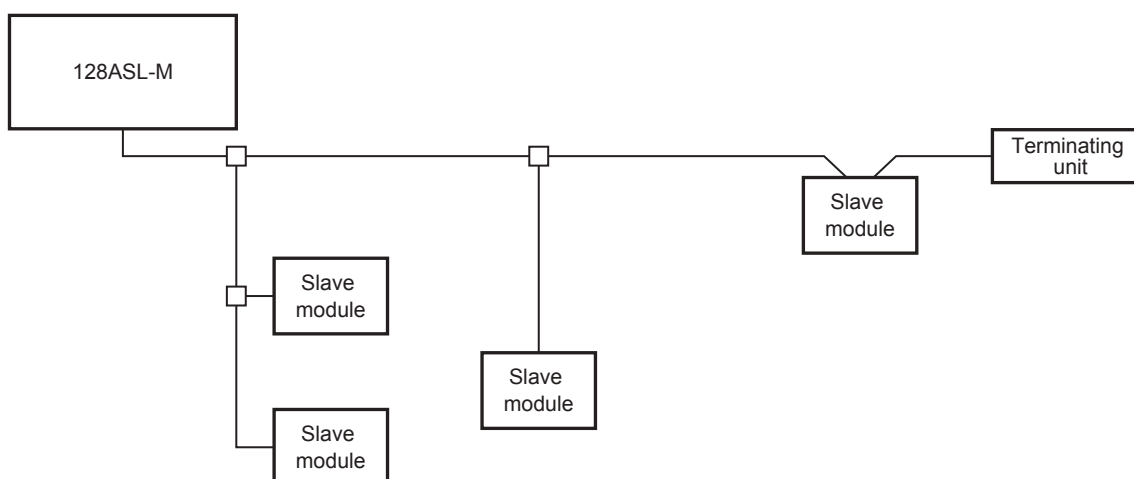 128ASL-M
Terminating
unit
Slave
module
Slave
module
Slave
module
Slave
module